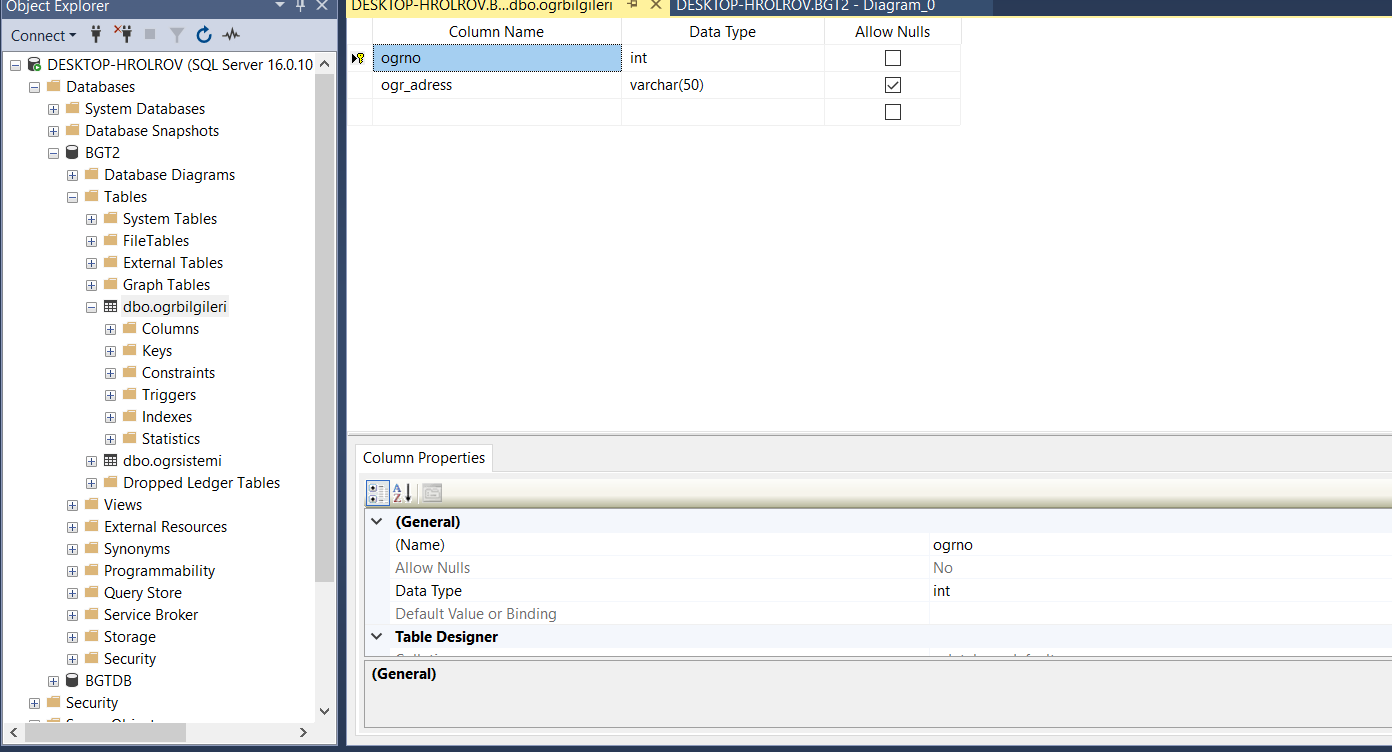 Object Explorer
Connect
DESKTOP-HROLROV (SQL Server 16.0.10
Databases
System Databases
Database Snapshots
BGT2
Database Diagrams
Tables
System Tables
FileTables
External Tables
Graph Tables
dbo.ogrbilgileri
Columns
Keys
Constraints
Triggers
Indexes
Statistics
dbo.ogrsistemi
Dropped Ledger Tables
Views
External Resources
Synonyms
Programmability
Query Store
Service Broker
Storage
Security
BGTDB
Security
DESKTOP-HROLROV.B...dbo.ogrbilgileri
DESKTOP-HROLROV.BGT2 - Diagram_0
Column Name Data Type Allow Nulls
ogrno int
ogr_adress varchar(50)
Column Properties
(General)
(Name) ogrno
Allow Nulls No
Data Type int
Default Value or Binding
Table Designer
(General)